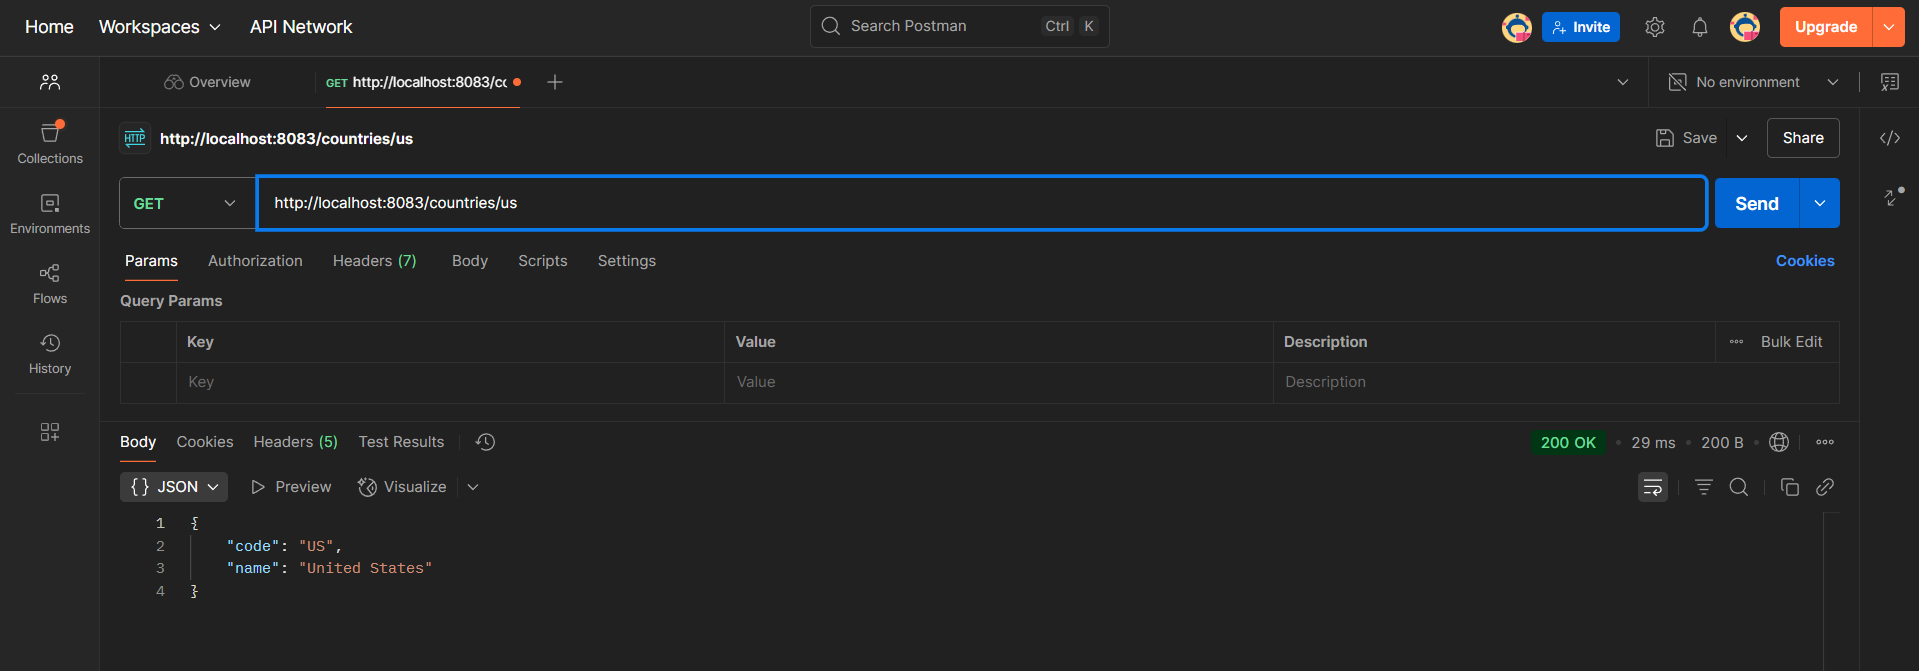 Home Workspaces API Network Search Postman Ctrl K Invite Upgrade
Overview GET http://localhost:8083/cc No environment
HTTP http://localhost:8083/countries/us Save Share
Collections
GET http://localhost:8083/countries/us Send
Environments
Params Authorization Headers (7) Body Scripts Settings Cookies
Flows
Query Params
Key Value Description Bulk Edit
History
Key Value Description
Body Cookies Headers (5) Test Results 200 OK 29 ms 200 B
{} JSON Preview Visualize
1 {
2 "code": "US",
3 "name": "United States"
4 }